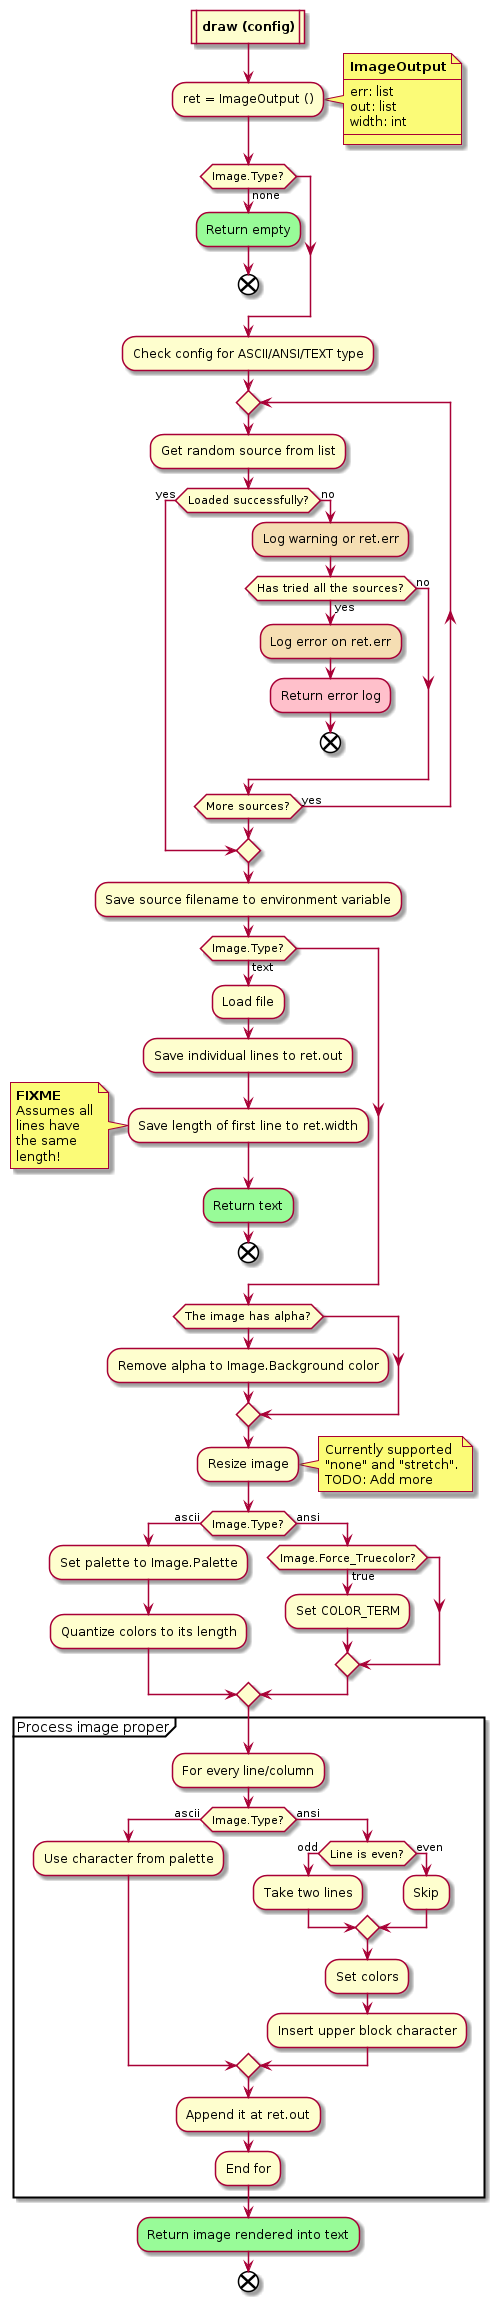 draw (config)
ret = ImageOutput ()
ImageOutput
err: list
out: list
width: int
Image.Type?
none
Return empty
Check config for ASCII/ANSI/TEXT type
Get random source from list
yes
Loaded successfully?
no
Log warning or ret.err
Has tried all the sources?
no
yes
Log error on ret.err
Return error log
More sources?
yes
Save source filename to environment variable
Image.Type?
text
Load file
Save individual lines to ret.out
FIXME
Assumes all
lines have
the same
length!
Save length of first line to ret.width
Return text
The image has alpha?
Remove alpha to Image.Background color
Resize image
Currently supported
"none" and "stretch".
TODO: Add more
ascii
Image.Type?
ansi
Set palette to Image.Palette
Image.Force_Truecolor?
true
Quantize colors to its length
Set COLOR_TERM
Process image proper
For every line/column
ascii
Image.Type?
ansi
Use character from palette
odd
Line is even?
even
Take two lines
Skip
Set colors
Insert upper block character
Append it at ret.out
End for
Return image rendered into text